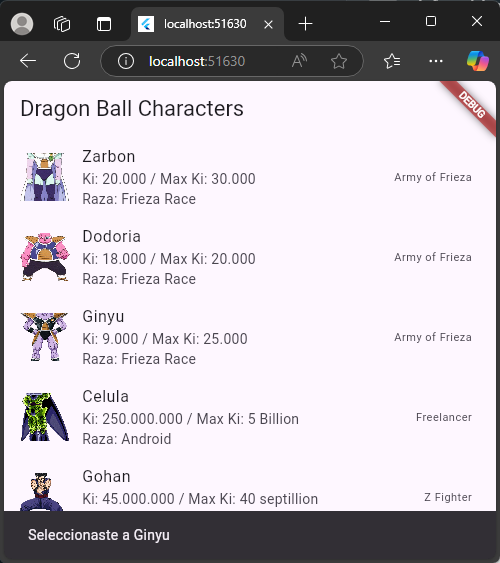 localhost:51630
localhost:51630
Dragon Ball Characters
DEBUG
Zarbon
Ki: 20.000 / Max Ki: 30.000
Raza: Frieza Race
Army of Frieza
Dodoria
Ki: 18.000 / Max Ki: 20.000
Raza: Frieza Race
Army of Frieza
Ginyu
Ki: 9.000 / Max Ki: 25.000
Raza: Frieza Race
Army of Frieza
Celula
Ki: 250.000.000 / Max Ki: 5 Billion
Raza: Android
Freelancer
Gohan
Ki: 45.000.000 / Max Ki: 40 septillion
Z Fighter
Seleccionaste a Ginyu